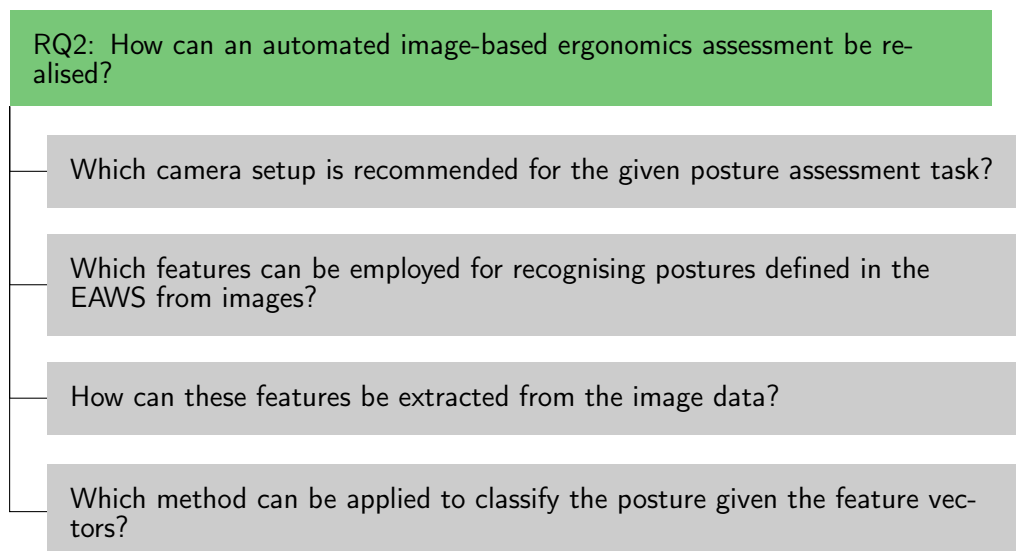 RQ2: How can an automated image-based ergonomics assessment be re-
alised?
Which camera setup is recommended for the given posture assessment task?
Which features can be employed for recognising postures defined in the
EAWS from images?
How can these features be extracted from the image data?
Which method can be applied to classify the posture given the feature vec-
tors?